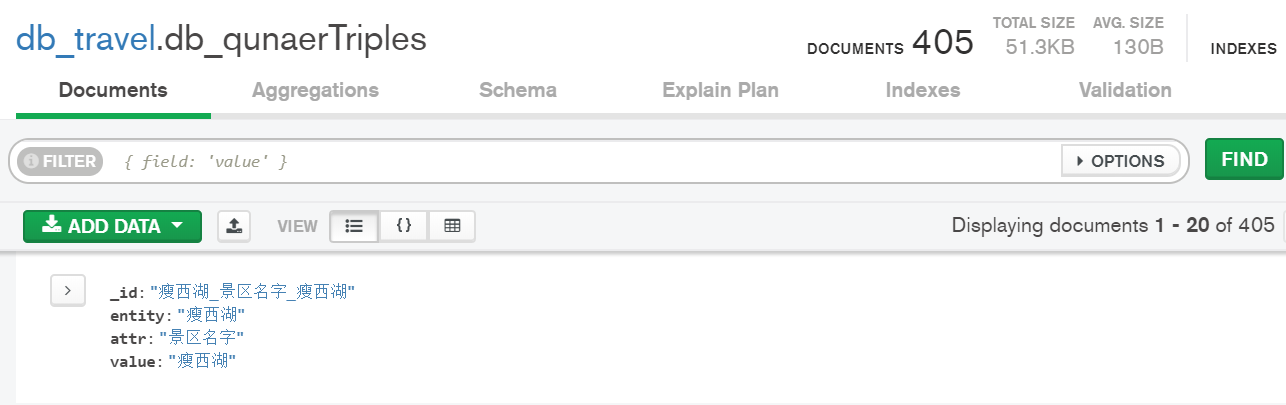 db_travel.db_qunaerTriples
DOCUMENTS 405 TOTAL SIZE 51.3KB AVG. SIZE 130B INDEXES
Documents Aggregations Schema Explain Plan Indexes Validation
FILTER { field: 'value' } OPTIONS FIND
ADD DATA VIEW {} Displaying documents 1 - 20 of 405
_id: "瘦西湖_景区名字_瘦西湖"
entity: "瘦西湖"
attr: "景区名字"
value: "瘦西湖"